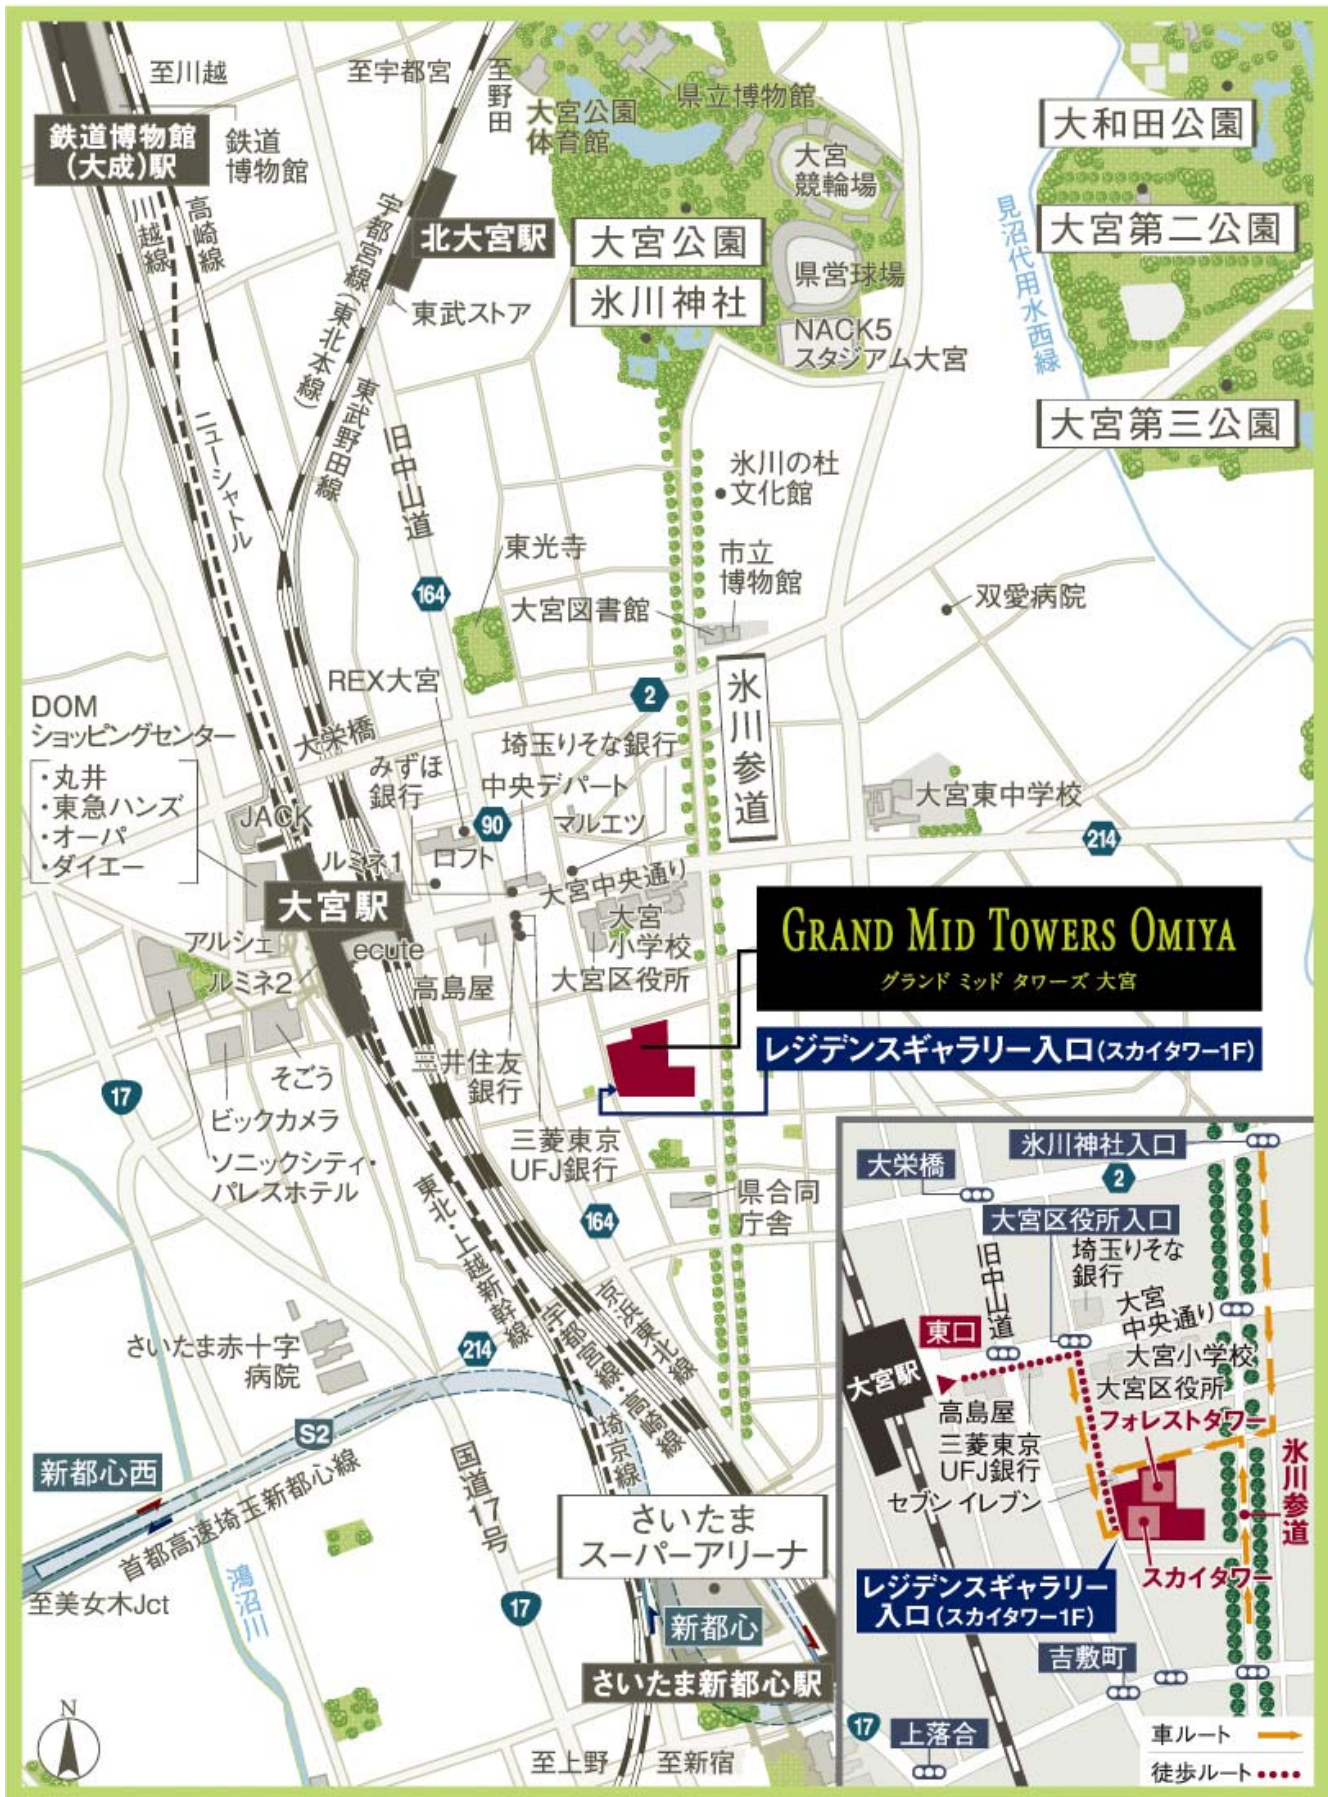 至川越
至宇都宮
至野田
鉄道博物館
(大成)駅
鉄道
博物館
大宮公園
体育館
県立博物館
大宮
競輪場
大和田公園
川越線
高崎線
宇都宮線(東北本線)
北大宮駅
東武ストア
大宮公園
氷川神社
県営球場
NACK5
スタジアム大宮
見沼代用水西縁
大宮第二公園
大宮第三公園
ニューシャトル
東武野田線
旧中山道
氷川の杜
文化館
東光寺
市立
博物館
大宮図書館
双愛病院
164
REX大宮
2
氷川参道
DOM
ショッピングセンター
・丸井
・東急ハンズ
・オーパ
・ダイエー
大栄橋
みずほ
銀行
埼玉りそな銀行
中央デパート
マルエツ
JACK
90
ルミネ1
ロフト
大宮中央通り
大宮東中学校
214
大宮駅
アルシェ
ルミネ2
ecute
高島屋
大宮
小学校
大宮区役所
GRAND MID TOWERS OMIYA
グランド ミッド タワーズ 大宮
レジデンスギャラリー入口(スカイタワー1F)
17
そごう
ビックカメラ
ソニックシティ・
パレスホテル
三井住友
銀行
三菱東京
UFJ銀行
県合同
庁舎
164
東北・上越新幹線
宇都宮線・高崎線
京浜東北線
埼京線
さいたま赤十字
病院
214
S2
新都心西
首都高速埼玉新都心線
至美女木Jct
鴻沼川
国道17号
17
さいたま
スーパーアリーナ
新都心
さいたま新都心駅
至上野
至新宿
N
氷川神社入口
大栄橋
2
大宮区役所入口
旧中山道
埼玉りそな
銀行
大宮
中央通り
東口
大宮駅
大宮小学校
大宮区役所
高島屋
三菱東京
UFJ銀行
セブン イレブン
フォレストタワー
氷川参道
スカイタワー
レジデンスギャラリー
入口(スカイタワー1F)
吉敷町
17
上落合
車ルート
徒歩ルート